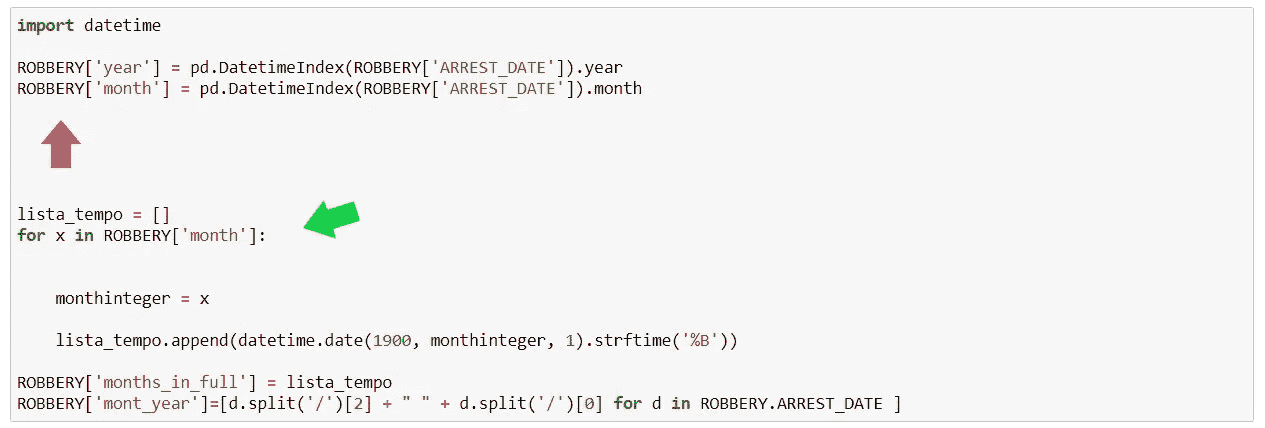 import datetime
ROBBERY['year'] = pd.DatetimeIndex(ROBBERY['ARREST_DATE']).year
ROBBERY['month'] = pd.DatetimeIndex(ROBBERY['ARREST_DATE']).month
lista_tempo = []
for x in ROBBERY['month']:
    monthinteger = x
    lista_tempo.append(datetime.date(1900, monthinteger, 1).strftime('%B'))
ROBBERY['months_in_full'] = lista_tempo
ROBBERY['mont_year']=[d.split('/')[2] + " " + d.split('/')[0] for d in ROBBERY.ARREST_DATE ]